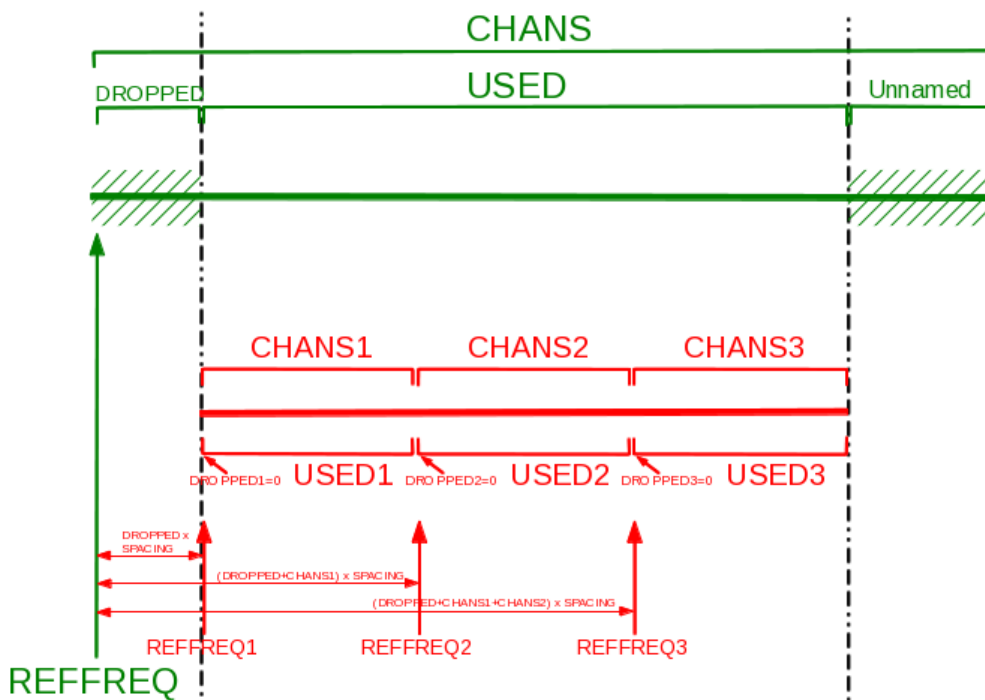 CHANS
DROPPED
USED
Unnamed
CHANS1
CHANS2
CHANS3
USED1
USED2
USED3
DROPPED1=0
DROPPED2=0
DROPPED3=0
DROPPED x
SPACING
(DROPPED+CHANS1) x SPACING
(DROPPED+CHANS1+CHANS2) x SPACING
REFFREQ1
REFFREQ2
REFFREQ3
REFFREQ